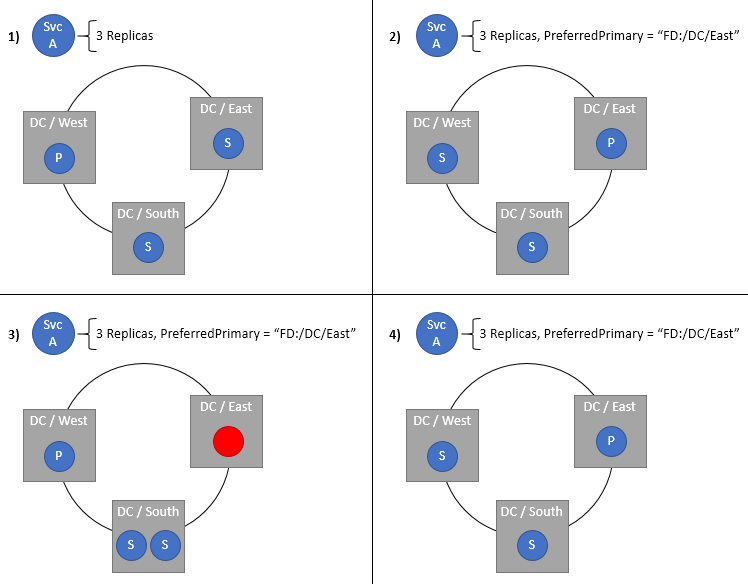 1)
Svc
A
3 Replicas
DC / West
P
DC / East
S
DC / South
S
2)
Svc
A
3 Replicas, PreferredPrimary = “FD:/DC/East”
DC / West
S
DC / East
P
DC / South
S
3)
Svc
A
3 Replicas, PreferredPrimary = “FD:/DC/East”
DC / West
P
DC / East
DC / South
S S
4)
Svc
A
3 Replicas, PreferredPrimary = “FD:/DC/East”
DC / West
S
DC / East
P
DC / South
S